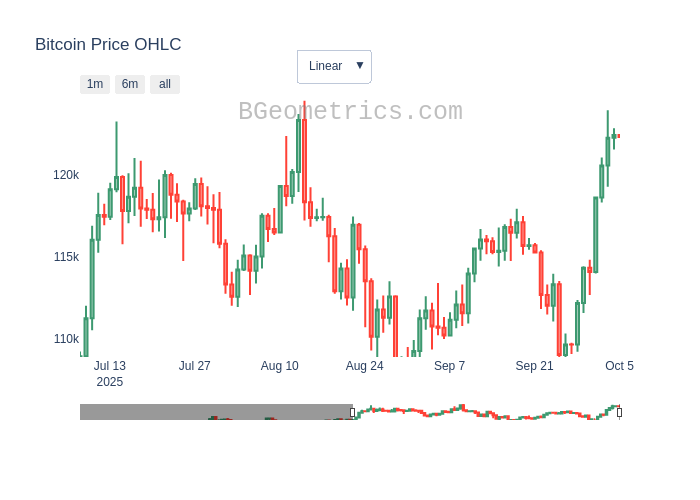 Bitcoin Price OHLC
Linear ▼
1m 6m all
BGeometrics.com
120k
115k
110k
Jul 13 Jul 27 Aug 10 Aug 24 Sep 7 Sep 21 Oct 5
2025